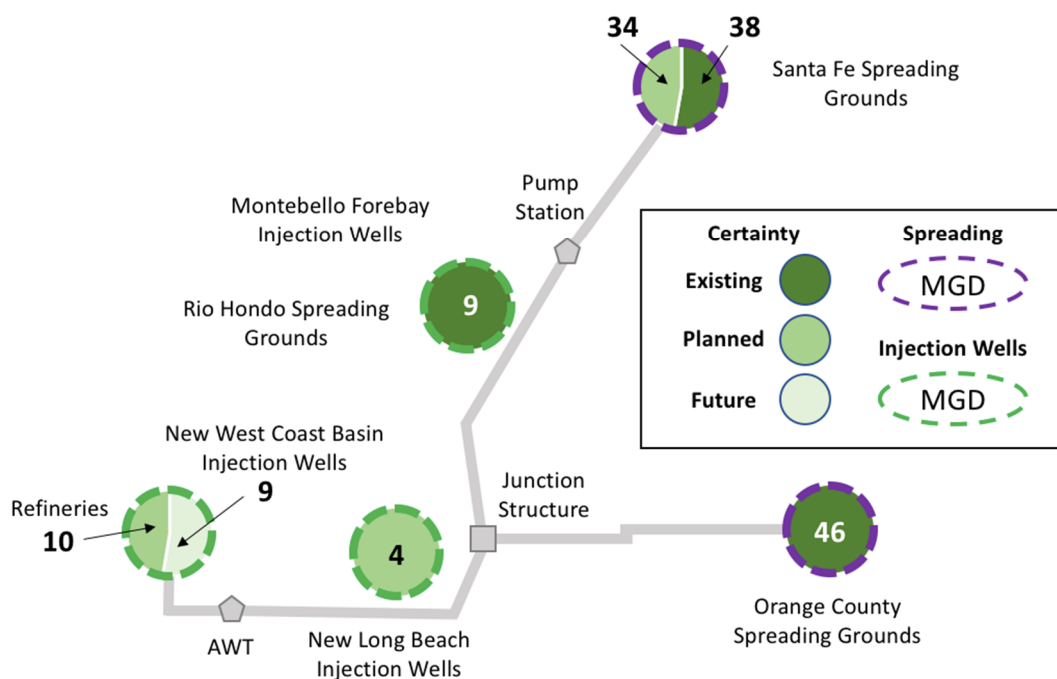 34
38
Santa Fe Spreading
Grounds
Pump
Station
Montebello Forebay
Injection Wells
Rio Hondo Spreading
Grounds
9
Certainty
Spreading
Existing
MGD
Planned
Injection Wells
Future
MGD
New West Coast Basin
Injection Wells
9
Refineries
10
Junction
Structure
4
46
AWT
New Long Beach
Injection Wells
Orange County
Spreading Grounds